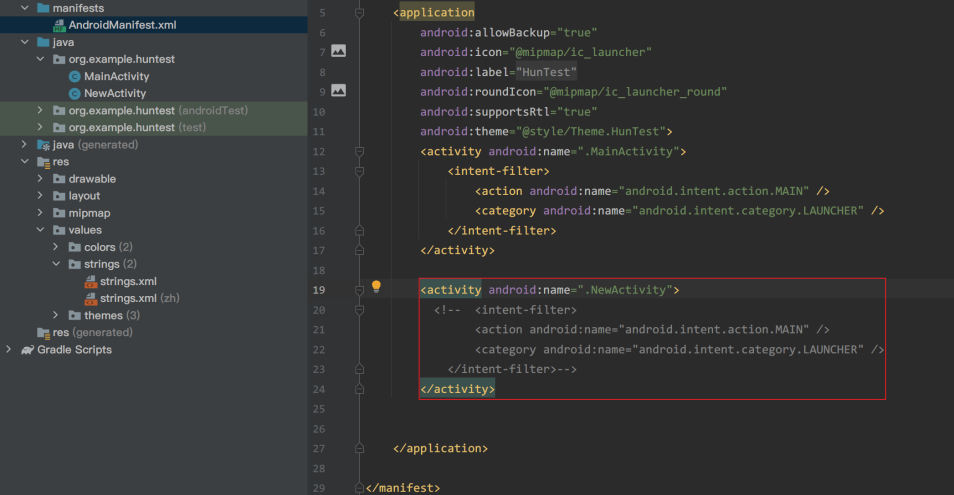 manifests
AndroidManifest.xml
java
org.example.huntest
MainActivity
NewActivity
org.example.huntest (androidTest)
org.example.huntest (test)
java (generated)
res
drawable
layout
mipmap
values
colors (2)
strings (2)
strings.xml
strings.xml (zh)
themes (3)
res (generated)
Gradle Scripts
5 <application
6 android:allowBackup="true"
7 android:icon="@mipmap/ic_launcher"
8 android:label="HunTest"
9 android:roundIcon="@mipmap/ic_launcher_round"
10 android:supportsRtl="true"
11 android:theme="@style/Theme.HunTest">
12 <activity android:name=".MainActivity">
13 <intent-filter>
14 <action android:name="android.intent.action.MAIN" />
15 <category android:name="android.intent.category.LAUNCHER" />
16 </intent-filter>
17 </activity>
18
19 <activity android:name=".NewActivity">
20 <!-- <intent-filter>
21 <action android:name="android.intent.action.MAIN" />
22 <category android:name="android.intent.category.LAUNCHER" />
23 </intent-filter>-->
24 </activity>
25
26
27 </application>
28
29 </manifest>